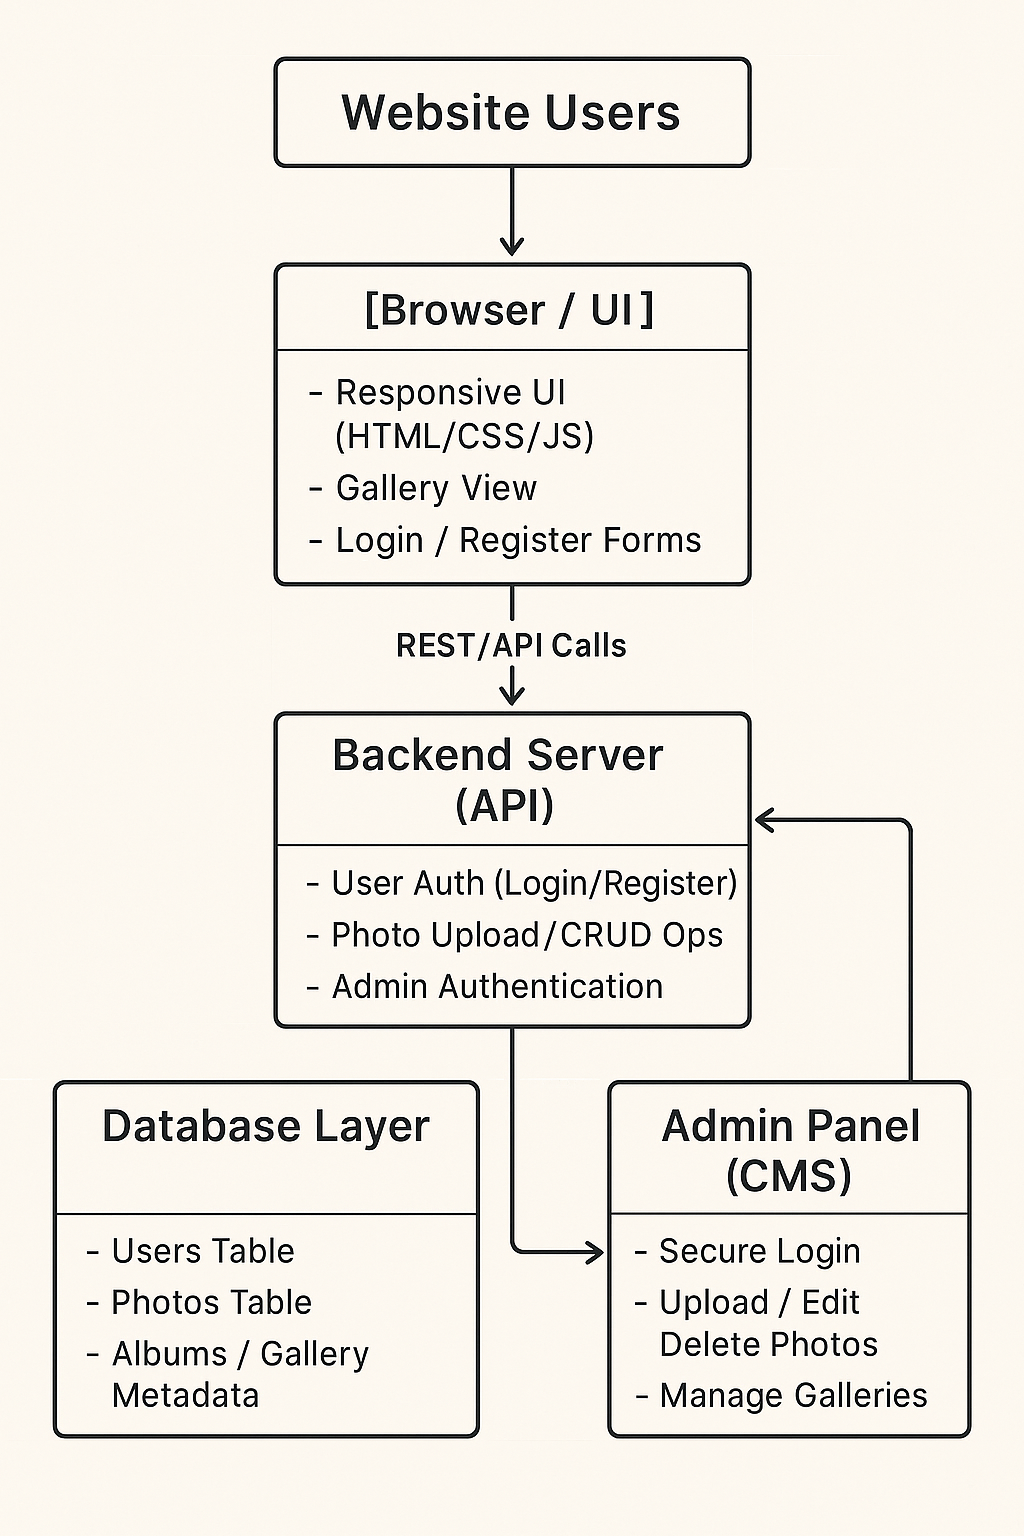 Website Users
[Browser / UI]
- Responsive UI
(HTML/CSS/JS)
- Gallery View
- Login / Register Forms
REST/API Calls
Backend Server
(API)
- User Auth (Login/Register)
- Photo Upload/CRUD Ops
- Admin Authentication
Database Layer
- Users Table
- Photos Table
- Albums / Gallery
Metadata
Admin Panel
(CMS)
- Secure Login
- Upload / Edit
Delete Photos
- Manage Galleries